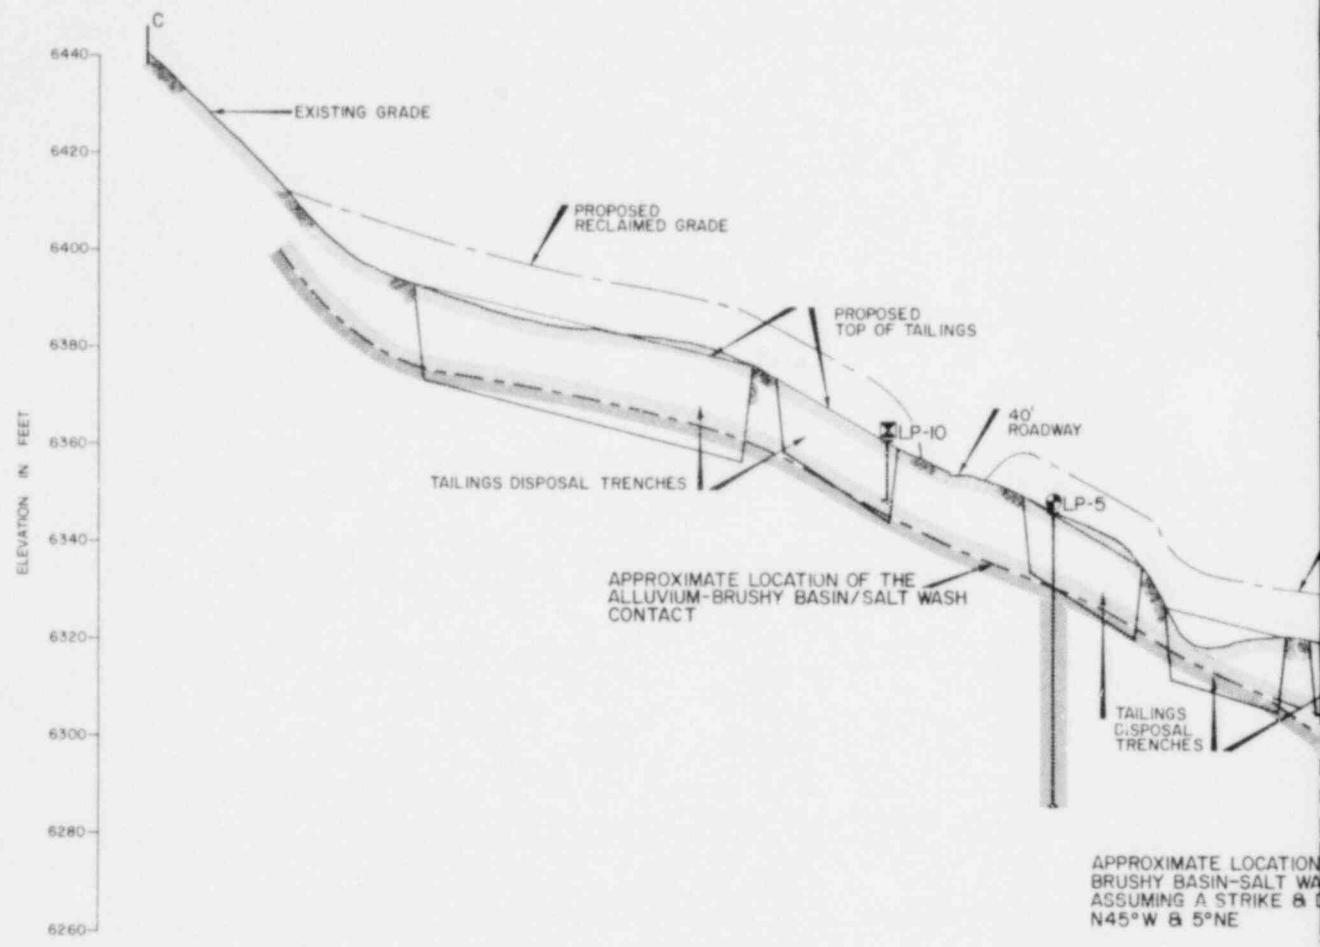 C
6440
EXISTING GRADE
6420
PROPOSED
RECLAIMED GRADE
6400
PROPOSED
TOP OF TAILINGS
6380
ELEVATION IN FEET
40'
ROADWAY
LP-10
6360
TAILINGS DISPOSAL TRENCHES
LP-5
6340
APPROXIMATE LOCATION OF THE
ALLUVIUM-BRUSHY BASIN/SALT WASH
CONTACT
6320
TAILINGS
DISPOSAL
TRENCHES
6300
6280
APPROXIMATE LOCATION
BRUSHY BASIN-SALT WA
ASSUMING A STRIKE & D
N45°W & 5°NE
6260